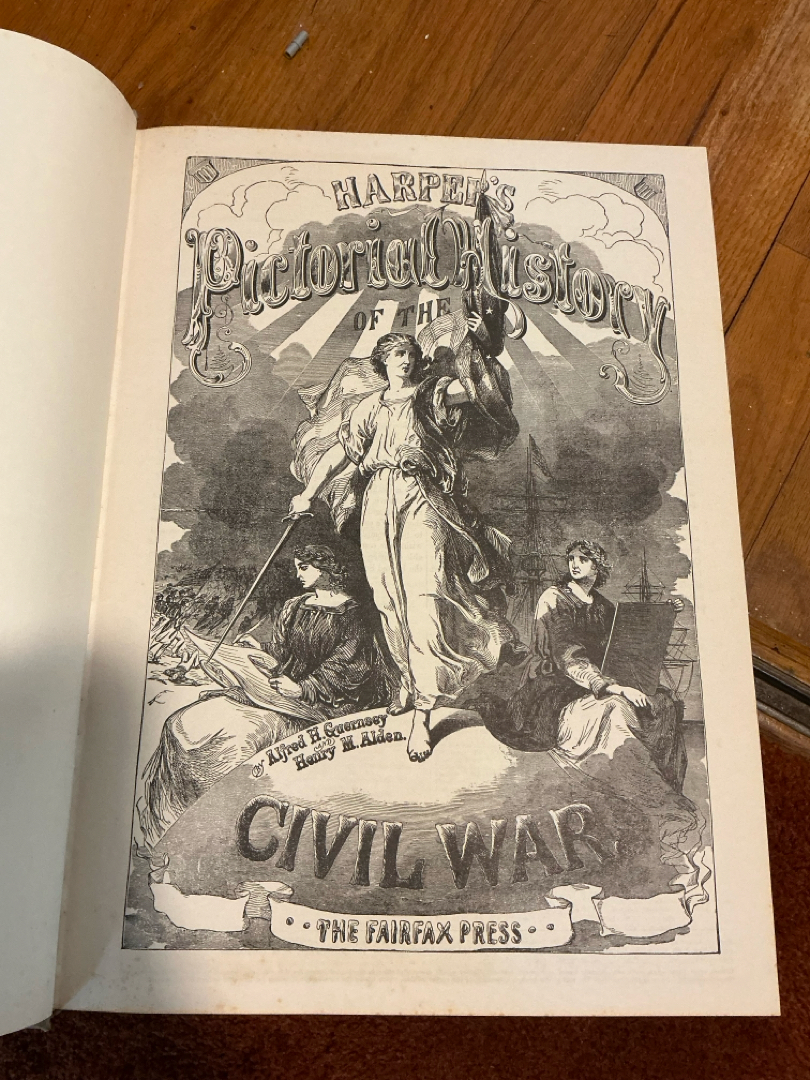 HARPER'S
Pictorial History
OF THE
By Alfred H. Guernsey
AND
Henry M. Alden.
CIVIL WAR
THE FAIRFAX PRESS